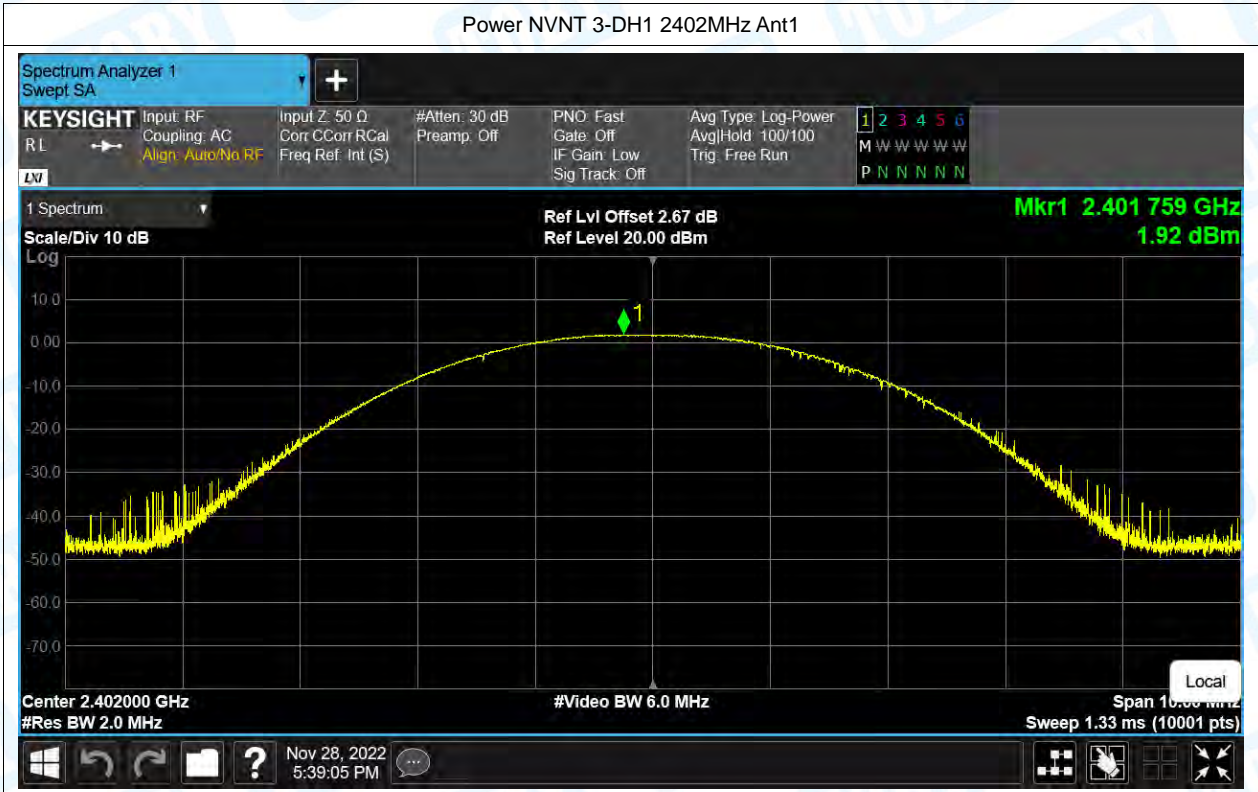 Power NVNT 3-DH1 2402MHz Ant1
Spectrum Analyzer 1
Swept SA
KEYSIGHT
RL
LXI
Input: RF
Coupling: AC
Align: Auto/No RF
Input Z: 50 Ω
Corr CCorr RCal
Freq Ref: Int (S)
#Atten: 30 dB
Preamp: Off
PNO: Fast
Gate: Off
IF Gain: Low
Sig Track: Off
Avg Type: Log-Power
Avg|Hold: 100/100
Trig: Free Run
1 2 3 4 5 6
M W W W W W W
P N N N N N N
1 Spectrum
Scale/Div 10 dB
Ref Lvl Offset 2.67 dB
Ref Level 20.00 dBm
Mkr1 2.401 759 GHz
1.92 dBm
Log
10.0
0.00
-10.0
-20.0
-30.0
-40.0
-50.0
-60.0
-70.0
1
Local
Center 2.402000 GHz
#Video BW 6.0 MHz
Span 10.00 MHz
#Res BW 2.0 MHz
Sweep 1.33 ms (10001 pts)
?
Nov 28, 2022
5:39:05 PM